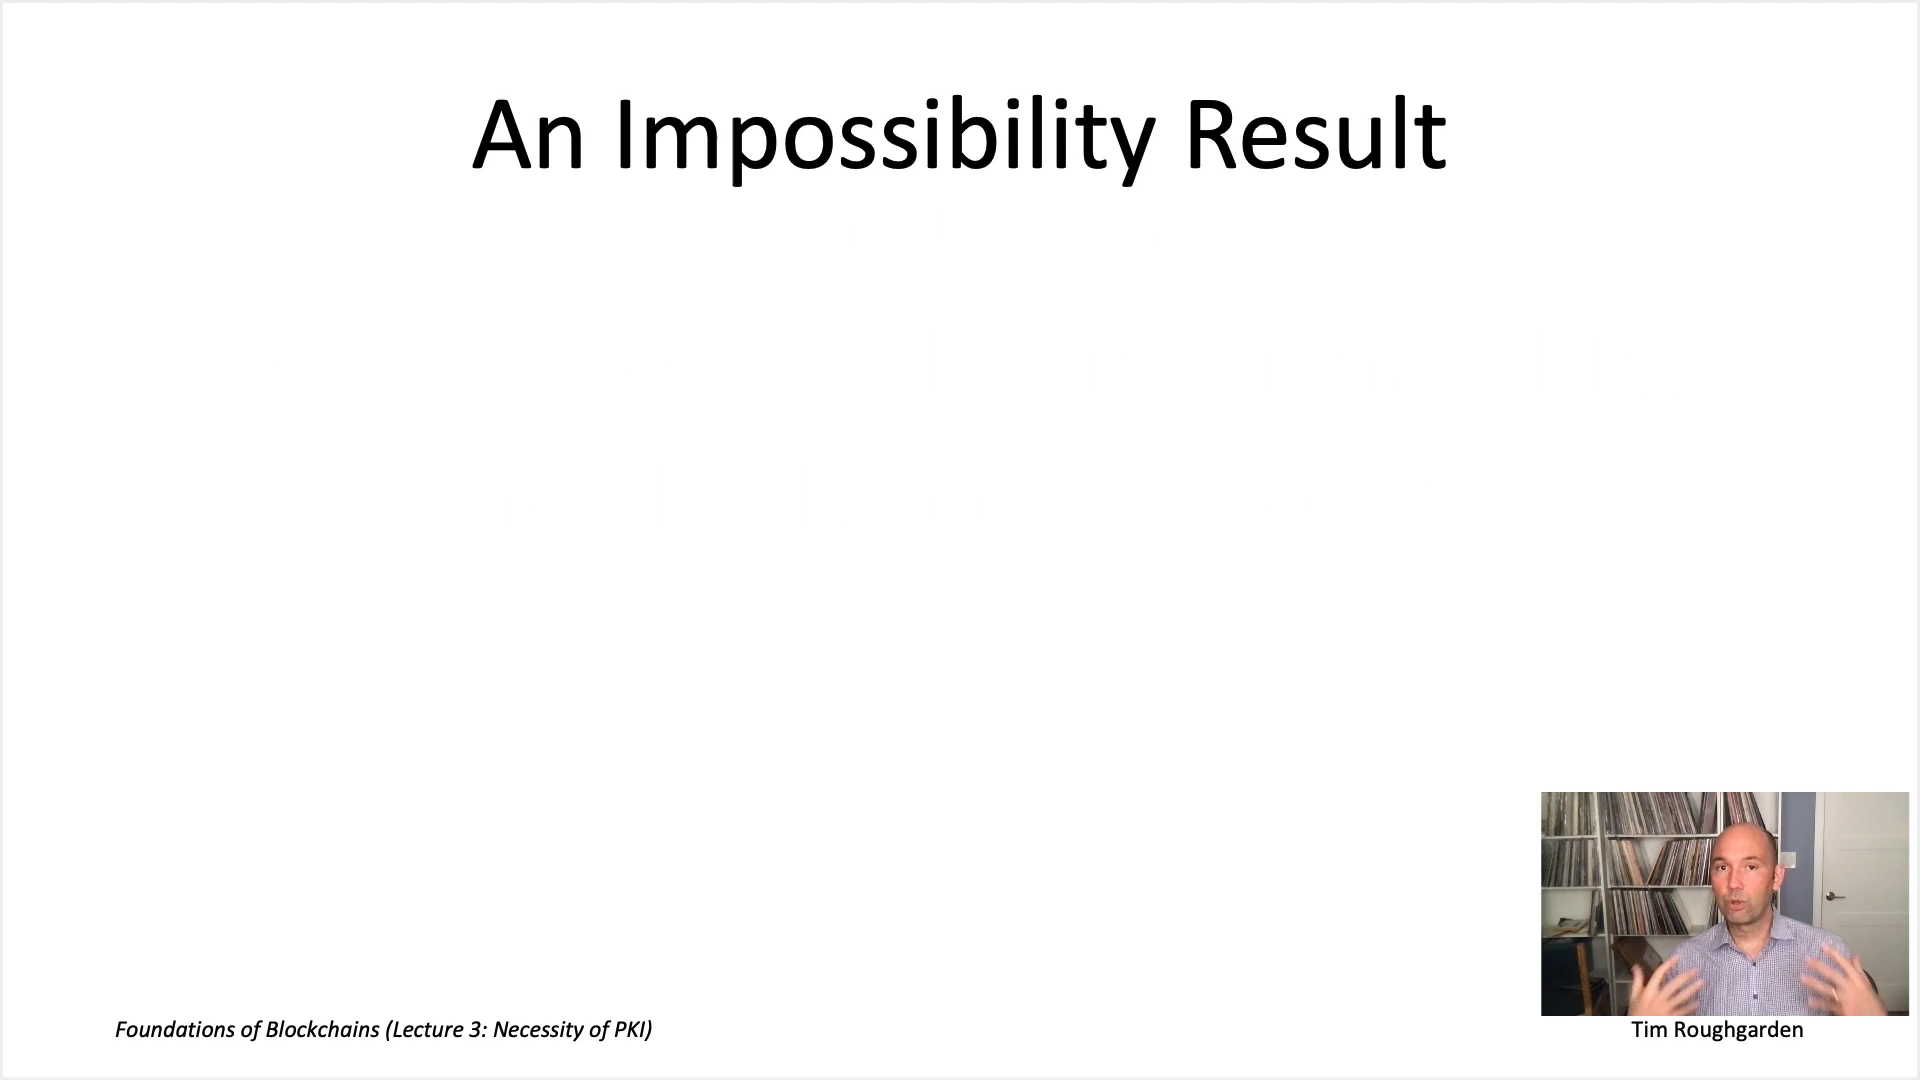 An Impossibility Result
Foundations of Blockchains (Lecture 3: Necessity of PKI)
Tim Roughgarden